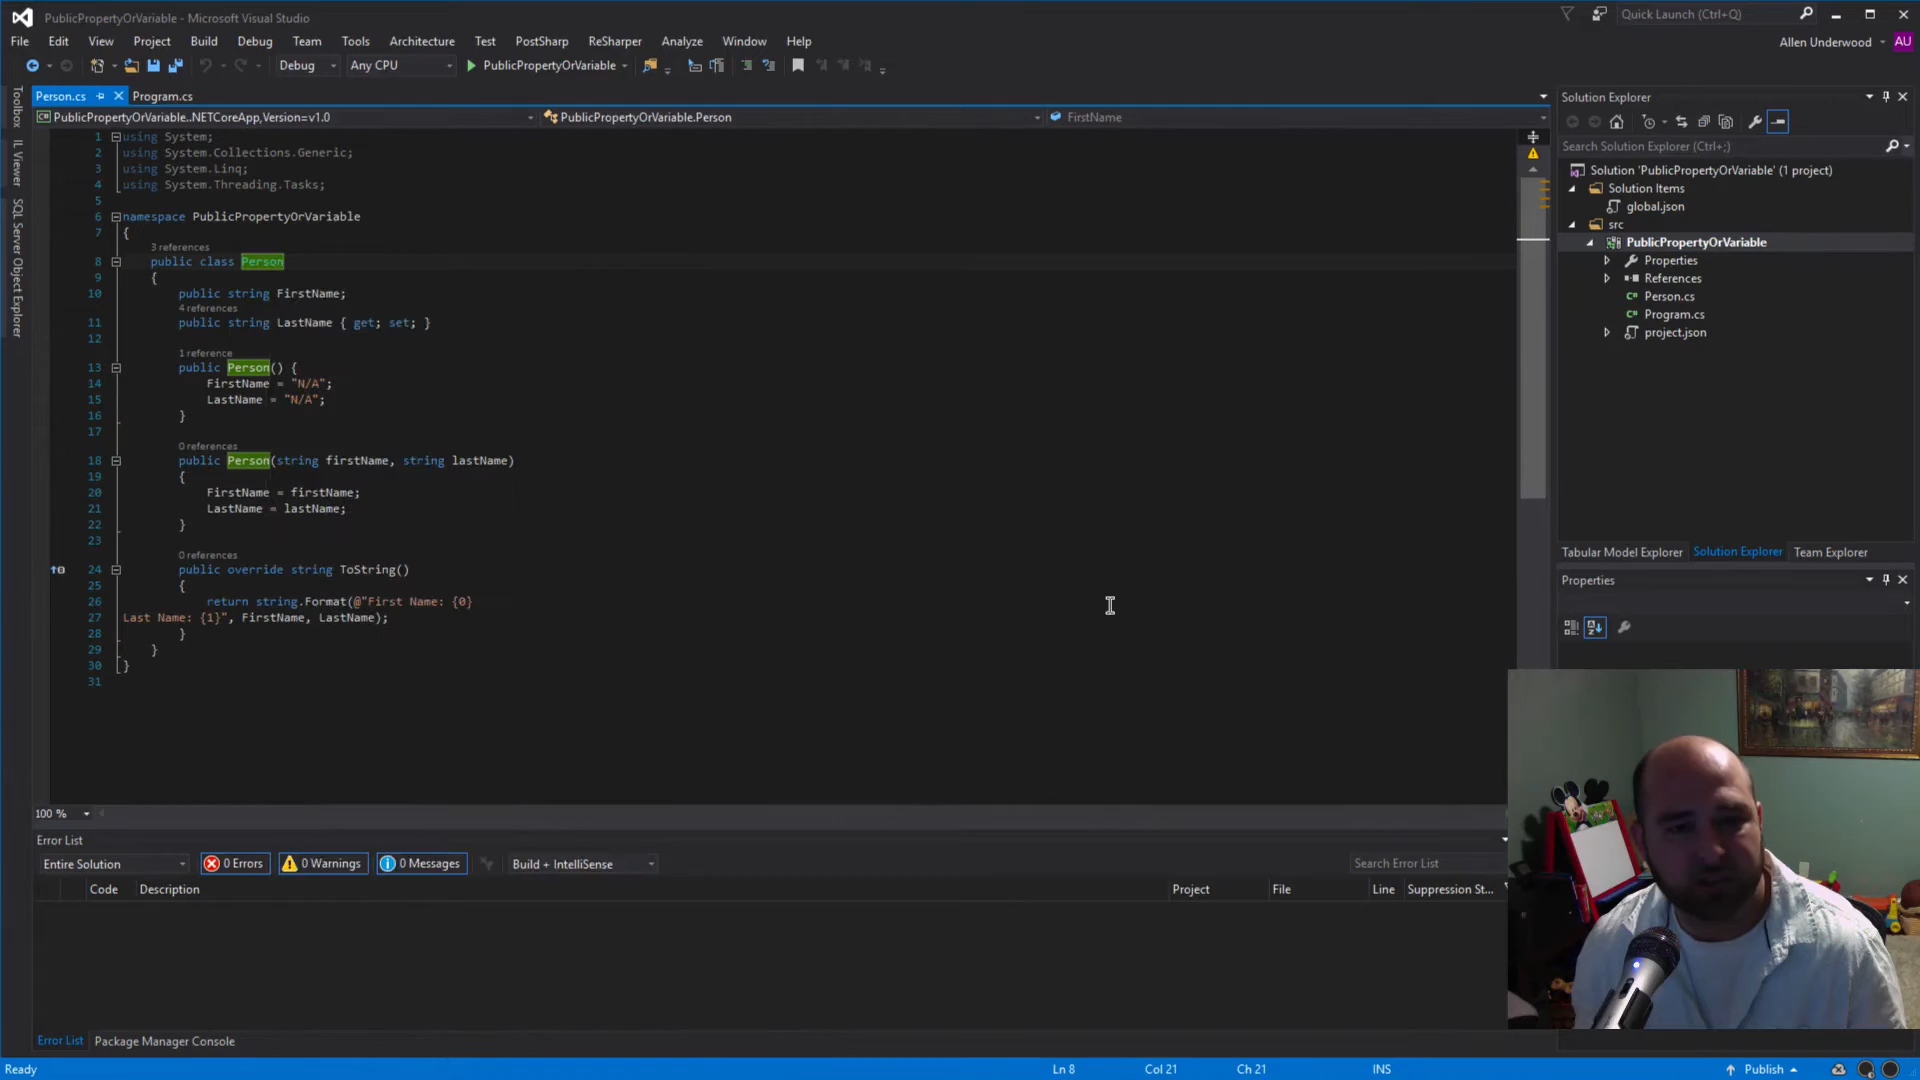 PublicPropertyOrVariable - Microsoft Visual Studio
Quick Launch (Ctrl+Q)
File Edit View Project Build Debug Team Tools Architecture Test PostSharp ReSharper Analyze Window Help
Allen Underwood AU
Debug Any CPU PublicPropertyOrVariable
Person.cs Program.cs
PublicPropertyOrVariable..NETCoreApp,Version=v1.0 PublicPropertyOrVariable.Person FirstName
Toolbox
IL Viewer
SQL Server Object Explorer
1 using System;
2 using System.Collections.Generic;
3 using System.Linq;
4 using System.Threading.Tasks;
5
6 namespace PublicPropertyOrVariable
7 {
3 references
8 public class Person
9 {
10 public string FirstName;
4 references
11 public string LastName { get; set; }
12
1 reference
13 public Person() {
14 FirstName = "N/A";
15 LastName = "N/A";
16 }
17
0 references
18 public Person(string firstName, string lastName)
19 {
20 FirstName = firstName;
21 LastName = lastName;
22 }
23
0 references
24 public override string ToString()
25 {
26 return string.Format(@"First Name: {0}
27 Last Name: {1}", FirstName, LastName);
28 }
29 }
30 }
31
100 %
Solution Explorer
Search Solution Explorer (Ctrl+;)
Solution 'PublicPropertyOrVariable' (1 project)
Solution Items
global.json
src
PublicPropertyOrVariable
Properties
References
Person.cs
Program.cs
project.json
Tabular Model Explorer Solution Explorer Team Explorer
Properties
Error List
Entire Solution 0 Errors 0 Warnings 0 Messages Build + IntelliSense Search Error List
Code Description Project File Line Suppression St...
Error List Package Manager Console
Ready Ln 8 Col 21 Ch 21 INS Publish